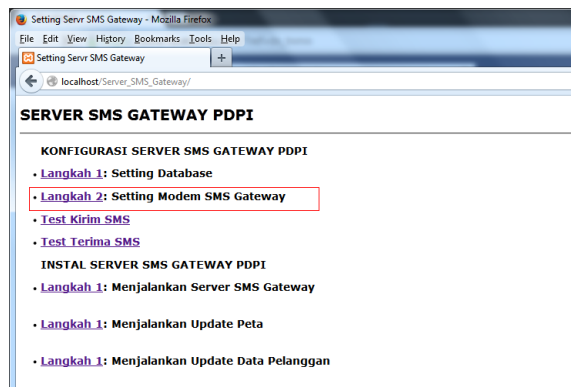 Setting Servr SMS Gateway - Mozilla Firefox
File Edit View History Bookmarks Tools Help
Setting Servr SMS Gateway
localhost/Server_SMS_Gateway/
SERVER SMS GATEWAY PDPI
KONFIGURASI SERVER SMS GATEWAY PDPI
• Langkah 1: Setting Database
• Langkah 2: Setting Modem SMS Gateway
• Test Kirim SMS
• Test Terima SMS
INSTAL SERVER SMS GATEWAY PDPI
• Langkah 1: Menjalankan Server SMS Gateway
• Langkah 1: Menjalankan Update Peta
• Langkah 1: Menjalankan Update Data Pelanggan